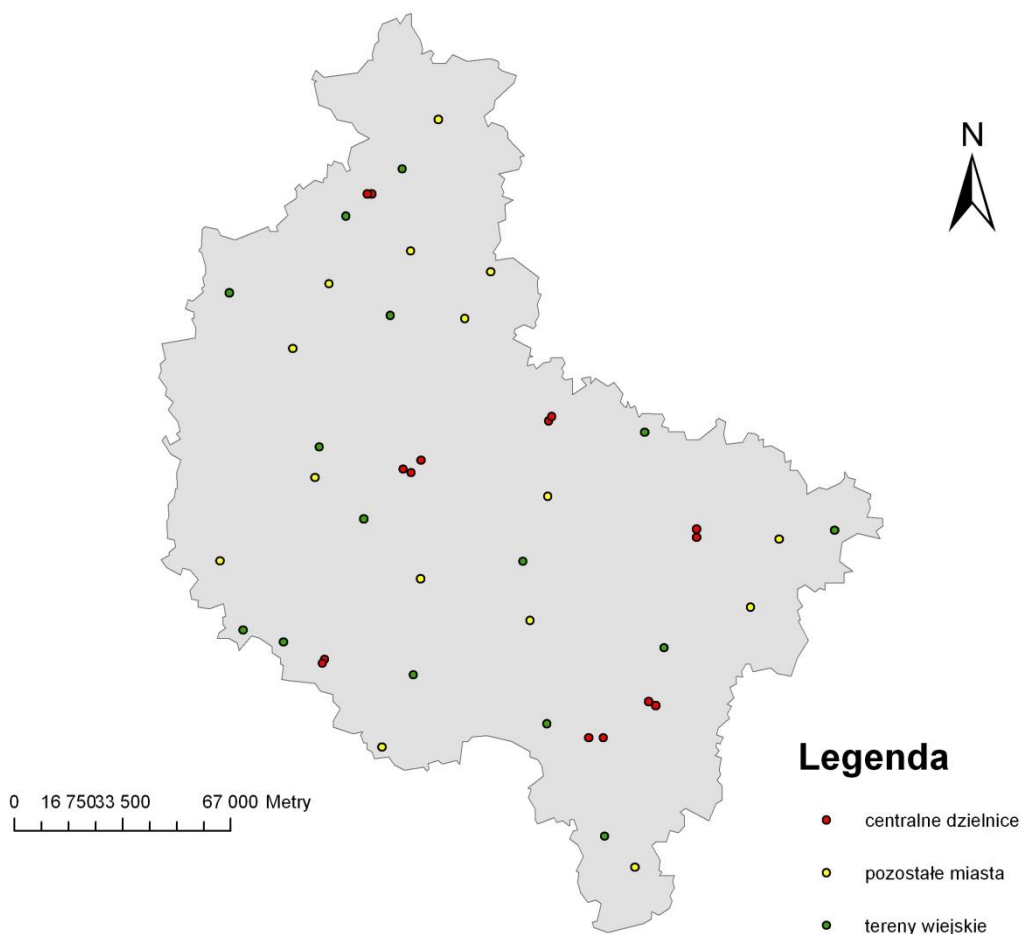 N
Legenda
0 16 75033 500 67 000 Metry
centralne dzielnice
pozostałe miasta
tereny wiejskie